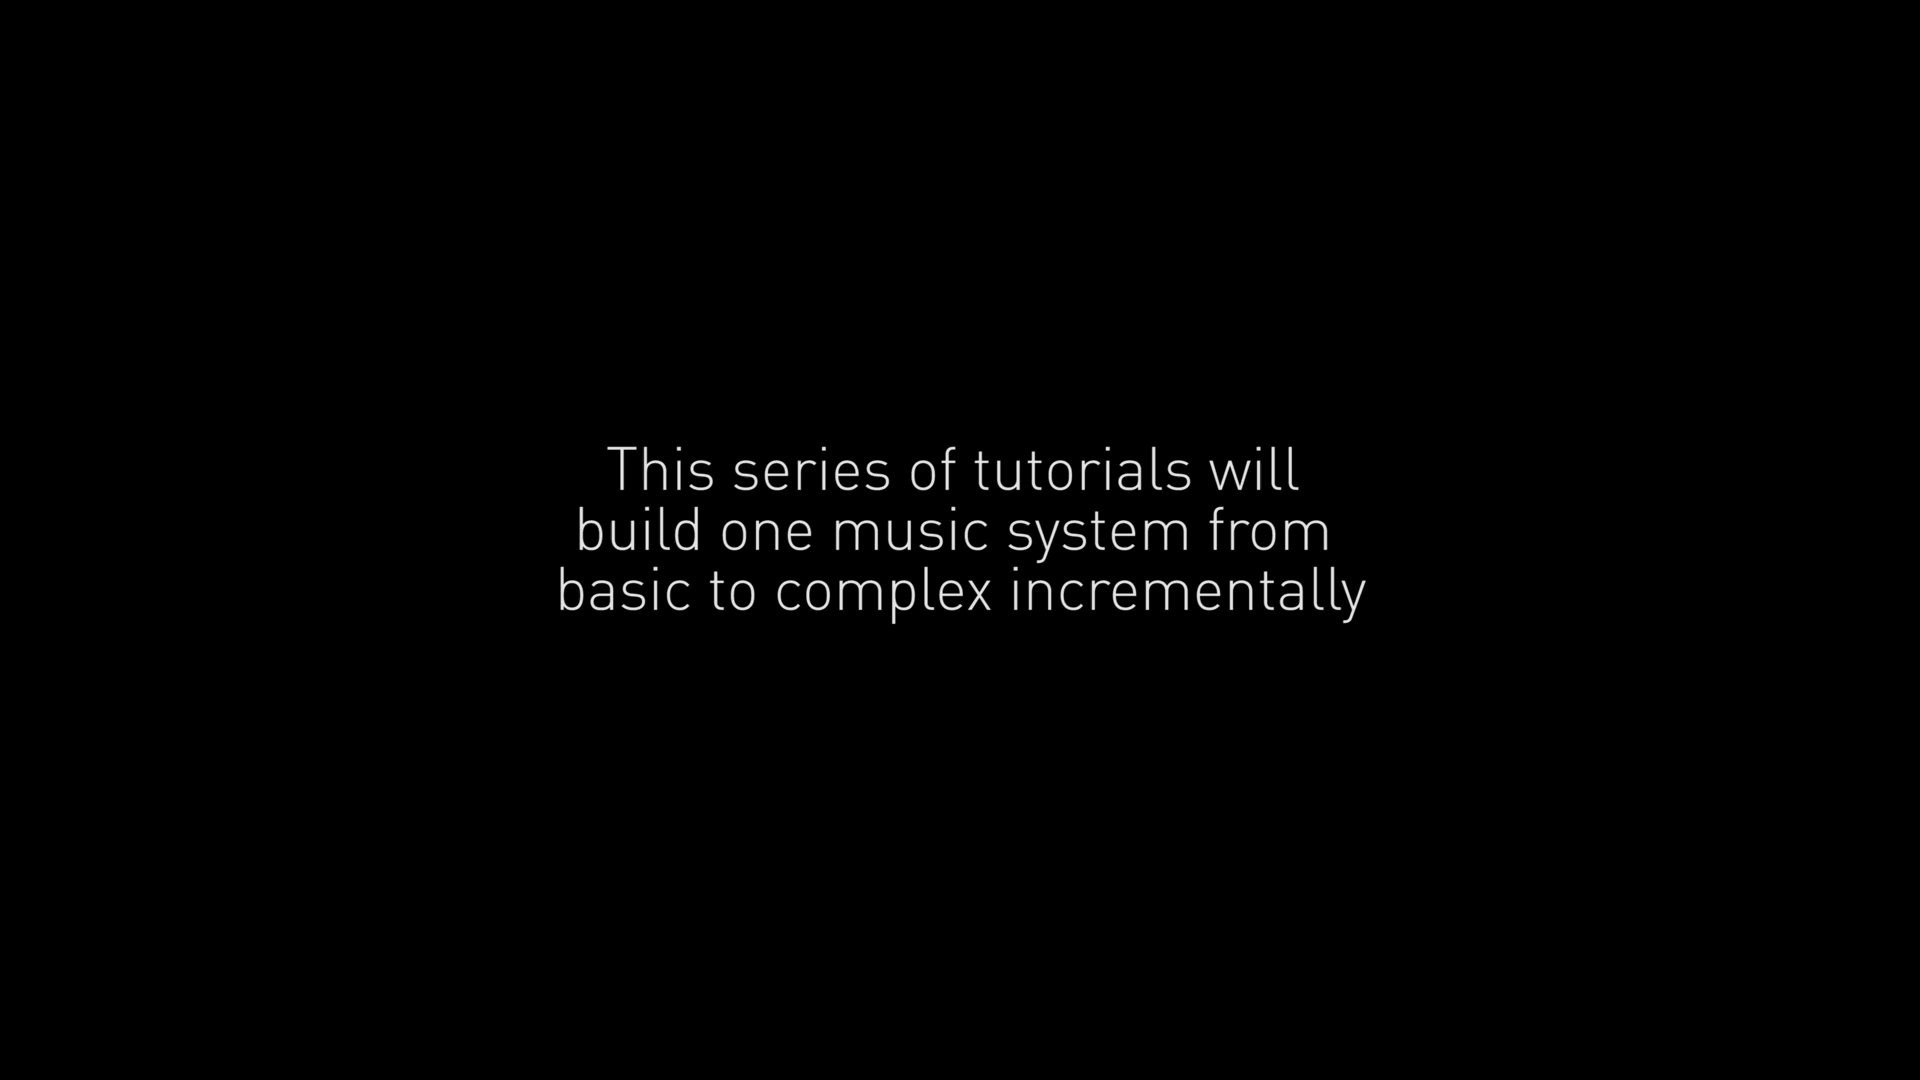 This series of tutorials will
build one music system from
basic to complex incrementally